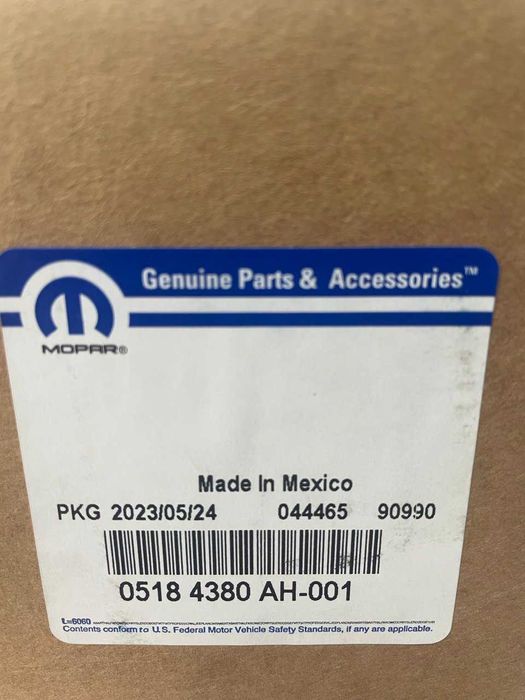 Genuine Parts & Accessories™
MOPAR®
Made In Mexico
PKG 2023/05/24 044465 90990
0518 4380 AH-001
L-6060
Contents conform to U.S. Federal Motor Vehicle Safety Standards, if any are applicable.